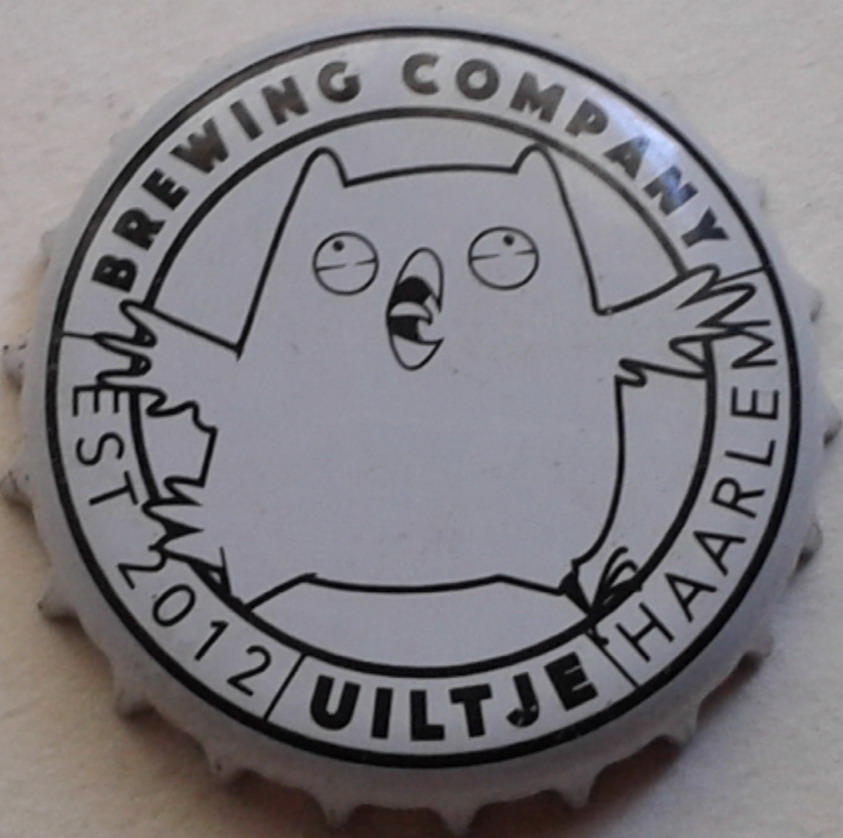 BREWING COMPANY
EST 2012
UILTJE
HAARLEM